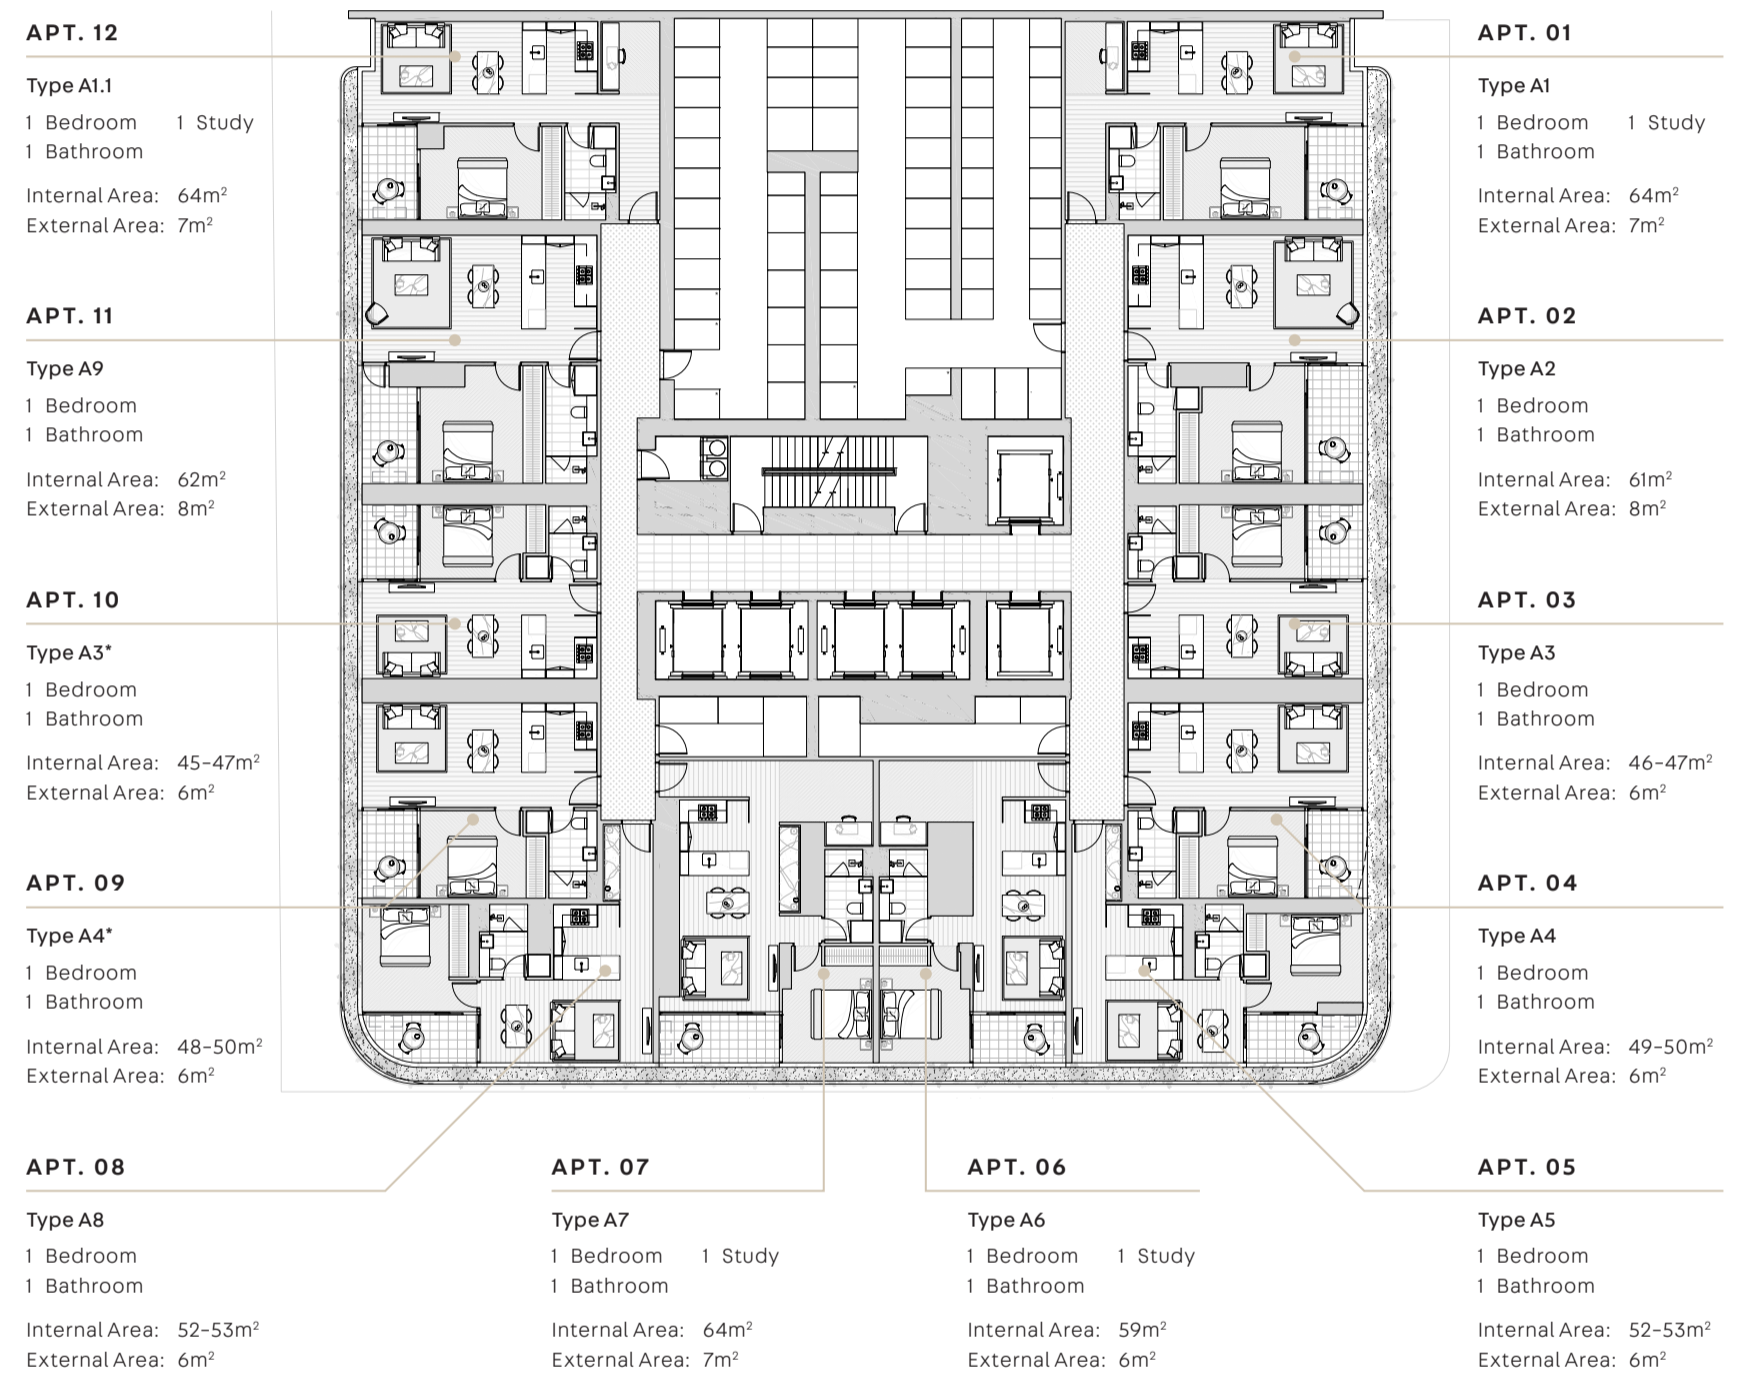 APT. 12
Type A1.1
1 Bedroom 1 Study
1 Bathroom
Internal Area: 64m²
External Area: 7m²
APT. 11
Type A9
1 Bedroom
1 Bathroom
Internal Area: 62m²
External Area: 8m²
APT. 10
Type A3*
1 Bedroom
1 Bathroom
Internal Area: 45-47m²
External Area: 6m²
APT. 09
Type A4*
1 Bedroom
1 Bathroom
Internal Area: 48-50m²
External Area: 6m²
APT. 08
Type A8
1 Bedroom
1 Bathroom
Internal Area: 52-53m²
External Area: 6m²
APT. 07
Type A7
1 Bedroom 1 Study
1 Bathroom
Internal Area: 64m²
External Area: 7m²
APT. 06
Type A6
1 Bedroom 1 Study
1 Bathroom
Internal Area: 59m²
External Area: 6m²
APT. 01
Type A1
1 Bedroom 1 Study
1 Bathroom
Internal Area: 64m²
External Area: 7m²
APT. 02
Type A2
1 Bedroom
1 Bathroom
Internal Area: 61m²
External Area: 8m²
APT. 03
Type A3
1 Bedroom
1 Bathroom
Internal Area: 46-47m²
External Area: 6m²
APT. 04
Type A4
1 Bedroom
1 Bathroom
Internal Area: 49-50m²
External Area: 6m²
APT. 05
Type A5
1 Bedroom
1 Bathroom
Internal Area: 52-53m²
External Area: 6m²